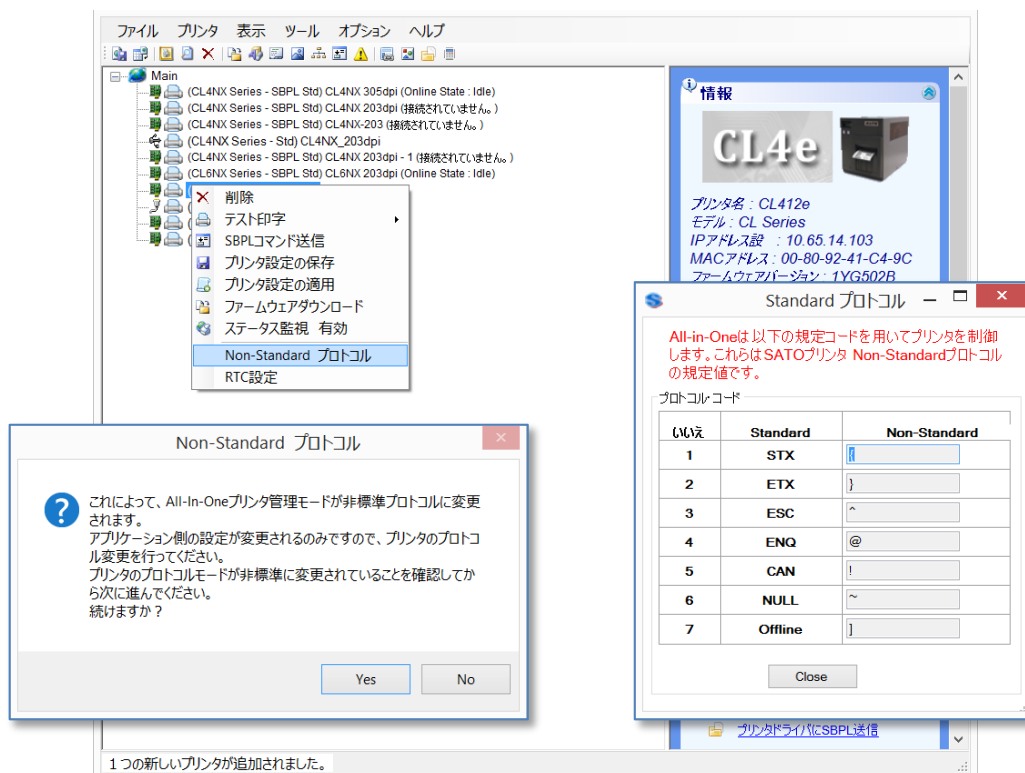 ファイル プリンタ 表示 ツール オプション ヘルプ
Main
(CL4NX Series - SBPL Std) CL4NX 305dpi (Online State : Idle)
(CL4NX Series - SBPL Std) CL4NX 203dpi (接続されていません。)
(CL4NX Series - SBPL Std) CL4NX-203 (接続されていません。)
(CL4NX Series - Std) CL4NX_203dpi
(CL4NX Series - SBPL Std) CL4NX 203dpi - 1 (接続されていません。)
(CL6NX Series - SBPL Std) CL6NX 203dpi (Online State : Idle)
(
(
(
(
削除
テスト印字
SBPLコマンド送信
プリンタ設定の保存
プリンタ設定の適用
ファームウェアダウンロード
ステータス監視 有効
Non-Standard プロトコル
RTC設定
情報
CL4e
プリンタ名 : CL412e
モデル : CL Series
IPアドレス設 : 10.65.14.103
MACアドレス : 00-80-92-41-C4-9C
ファームウェアバージョン : 1YG502B
Standard プロトコル
All-in-Oneは以下の規定コードを用いてプリンタを制御
します。これらはSATOプリンタ Non-Standardプロトコル
の規定値です。
プロトコル・コード
いいえ Standard Non-Standard
1 STX {
2 ETX }
3 ESC ^
4 ENQ @
5 CAN !
6 NULL ~
7 Offline ]
Close
Non-Standard プロトコル
これによって、All-In-Oneプリンタ管理モードが非標準プロトコルに変更
されます。
アプリケーション側の設定が変更されるのみですので、プリンタのプロトコ
ル変更を行ってください。
プリンタのプロトコルモードが非標準に変更されていることを確認してか
ら次に進んでください。
続けますか？
Yes No
プリンタドライバにSBPL送信
1つの新しいプリンタが追加されました。